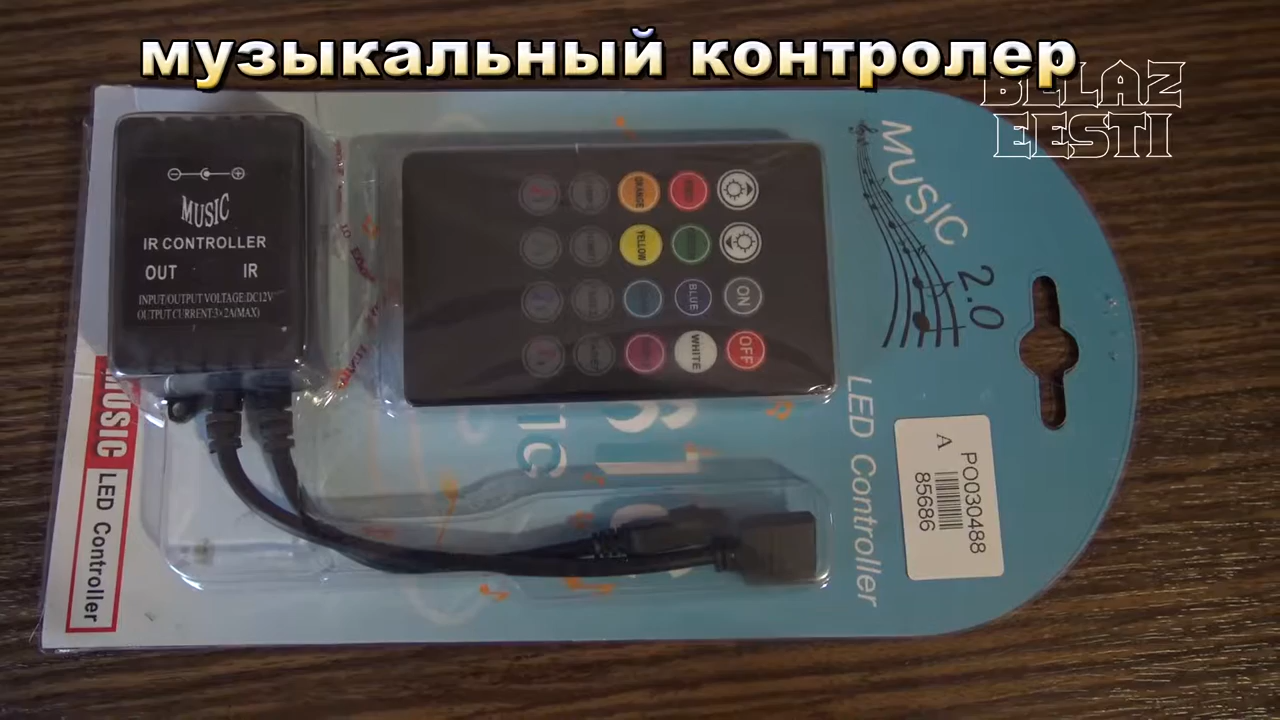 музыкальный контролер
BELAZ
EESTI
MUSIC
IR CONTROLLER
OUT IR
INPUT/OUTPUT VOLTAGE:DC12V
OUTPUT CURRENT:3×2A(MAX)
ORANGE
YELLOW
BLUE
ON
WHITE
OFF
MUSIC 2.0
LED Controller
PO030488
A
85686
MUSIC LED Controller